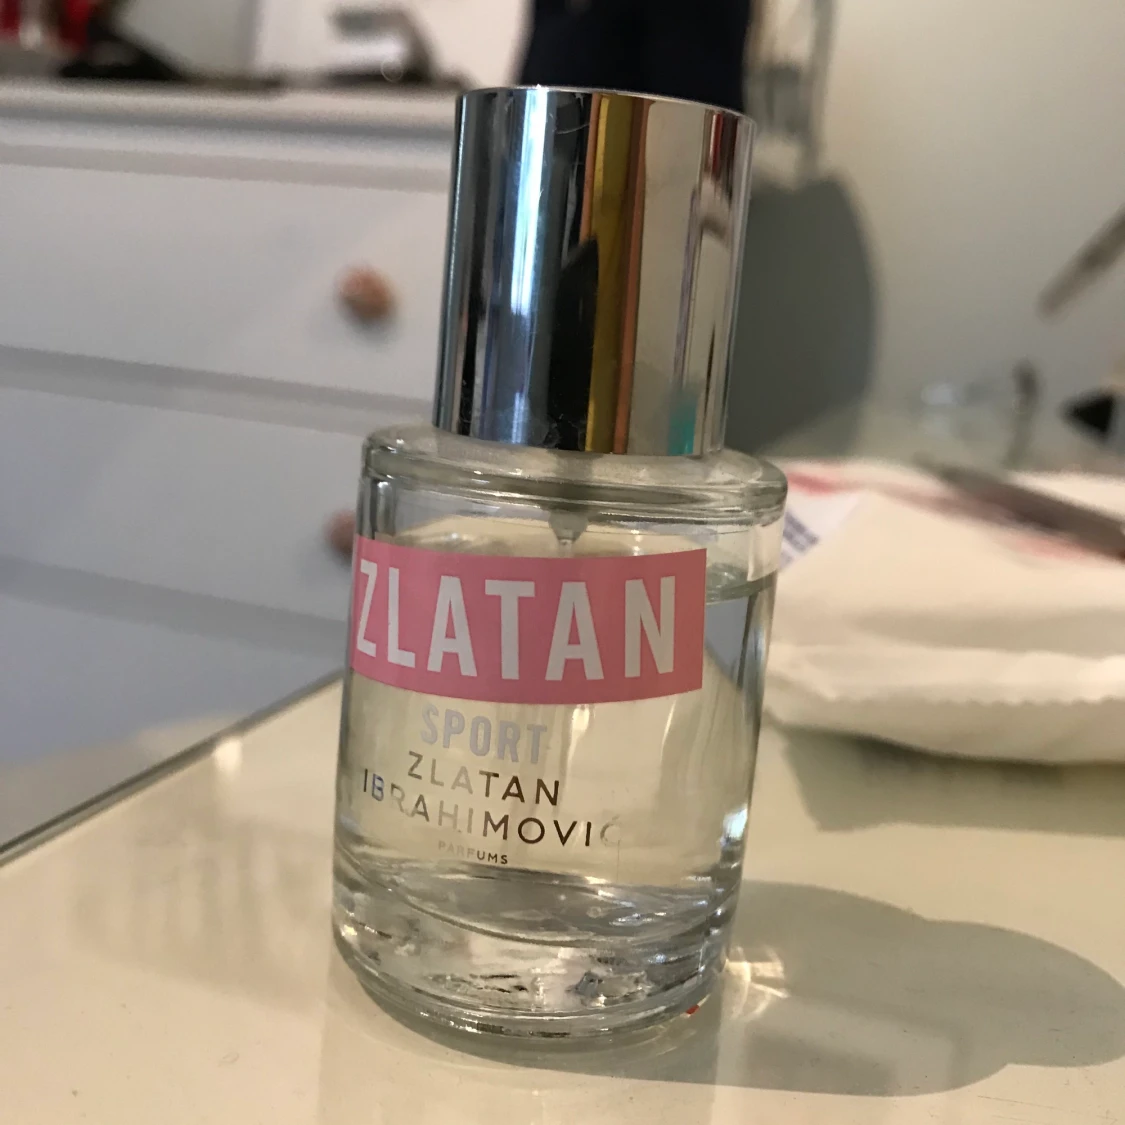 ZLATAN
SPORT
ZLATAN
IBRAHIMOVIĆ
PARFUMS